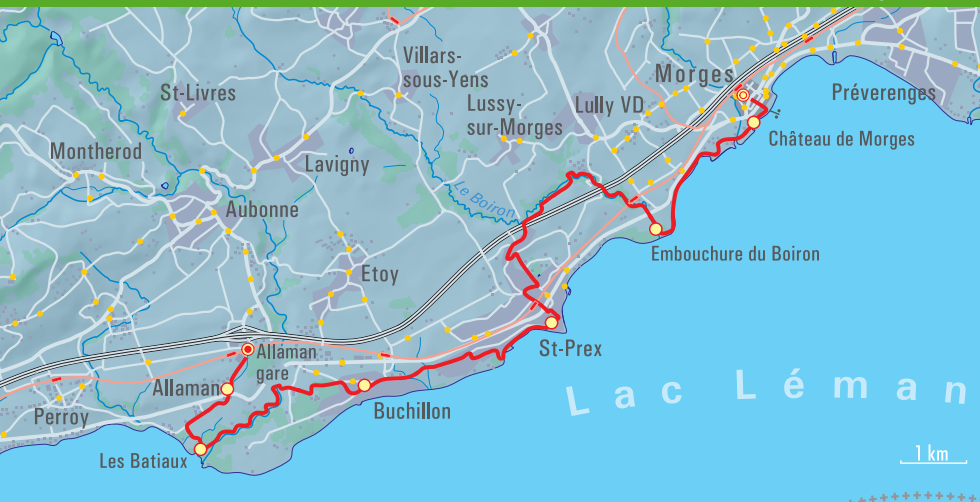 Villars-
sous-Yens
Morges
St-Livres
Lussy-
sur-Morges
Lully VD
Préverenges
Château de Morges
Montherod
Lavigny
Le Boiron
Aubonne
Embouchure du Boiron
Etoy
St-Prex
Allaman
gare
Allaman
Lac Léman
Buchillon
Perroy
Les Batiaux
1 km